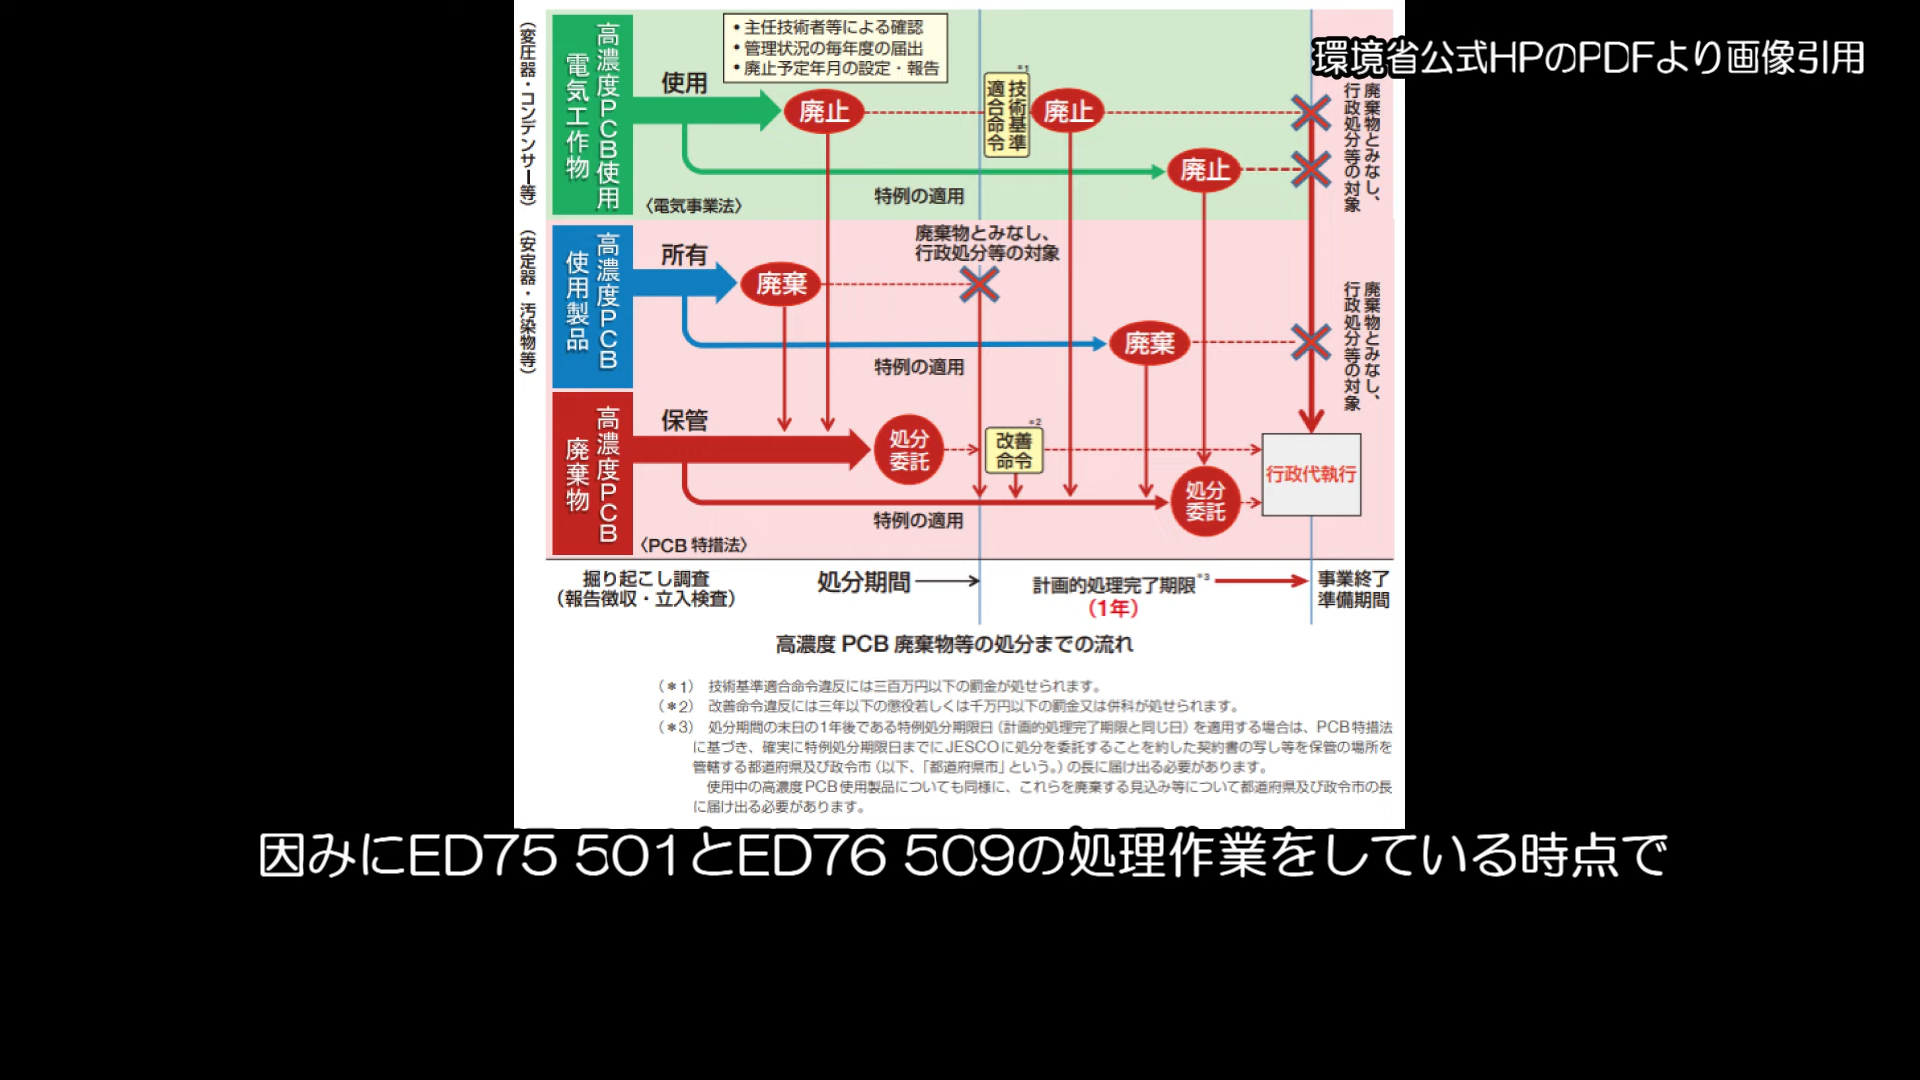 環境省公式HPのPDFより画像引用
(変圧器・コンデンサー等)
高濃度PCB使用
電気工作物
使用
・主任技術者等による確認
・管理状況の毎年度の届出
・廃止予定年月の設定・報告
廃止
*1
技術基準
適合命令
廃止
廃止
特例の適用
〈電気事業法〉
廃棄物とみなし、
行政処分等の対象
(安定器・汚染物等)
高濃度PCB
使用製品
所有
廃棄
廃棄物とみなし、
行政処分等の対象
廃棄
特例の適用
廃棄物とみなし、
行政処分等の対象
高濃度PCB
廃棄物
保管
処分
委託
*2
改善
命令
処分
委託
行政代執行
特例の適用
〈PCB 特措法〉
掘り起こし調査
(報告徴収・立入検査)
処分期間
計画的処理完了期限*3
(1年)
事業終了
準備期間
高濃度 PCB 廃棄物等の処分までの流れ
(*1) 技術基準適合命令違反には三百万円以下の罰金が処せられます。
(*2) 改善命令違反には三年以下の懲役若しくは千万円以下の罰金又は併科が処せられます。
(*3) 処分期間の末日の1年後である特例処分期限日(計画的処理完了期限と同じ日)を適用する場合は、PCB特措法
に基づき、確実に特例処分期限日までにJESCOに処分を委託することを約した契約書の写し等を保管の場所を
管轄する都道府県及び政令市(以下、「都道府県市」という。)の長に届け出る必要があります。
使用中の高濃度PCB使用製品についても同様に、これらを廃棄する見込み等について都道府県及び政令市の長
に届け出る必要があります。
因みにED75 501とED76 509の処理作業をしている時点で